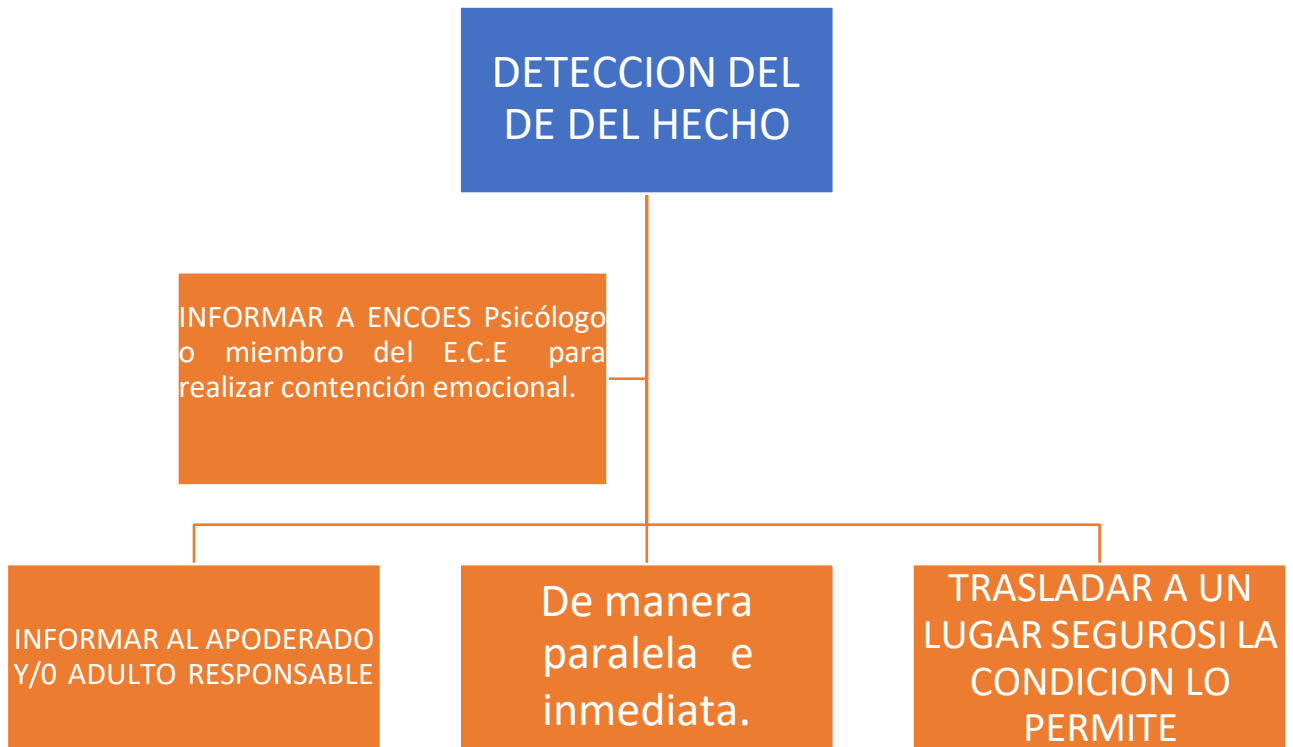 DETECCION DEL
DE DEL HECHO
INFORMAR A ENCOES Psicólogo
o miembro del E.C.E para
realizar contención emocional.
INFORMAR AL APODERADO
Y/0 ADULTO RESPONSABLE
De manera
paralela e
inmediata.
TRASLADAR A UN
LUGAR SEGUROSI LA
CONDICION LO
PERMITE